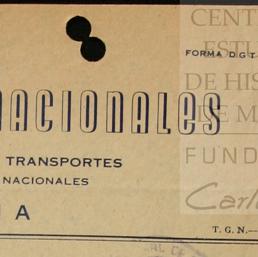 CENT
ESTU
FORMA D G T
DE HIS
NACIONALES
DE M
TRANSPORTES
FUND
NACIONALES
A
Carl
T. G. N.—